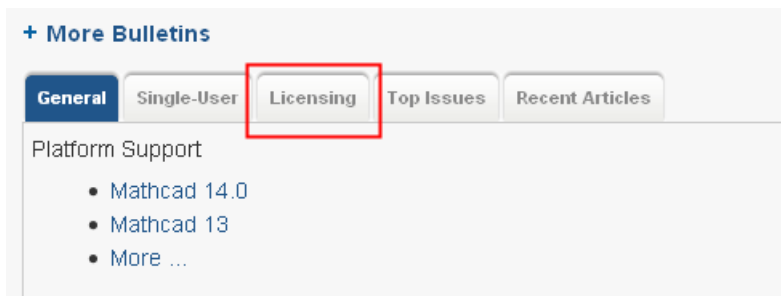 + More Bulletins
General Single-User Licensing Top Issues Recent Articles
Platform Support
• Mathcad 14.0
• Mathcad 13
• More ...